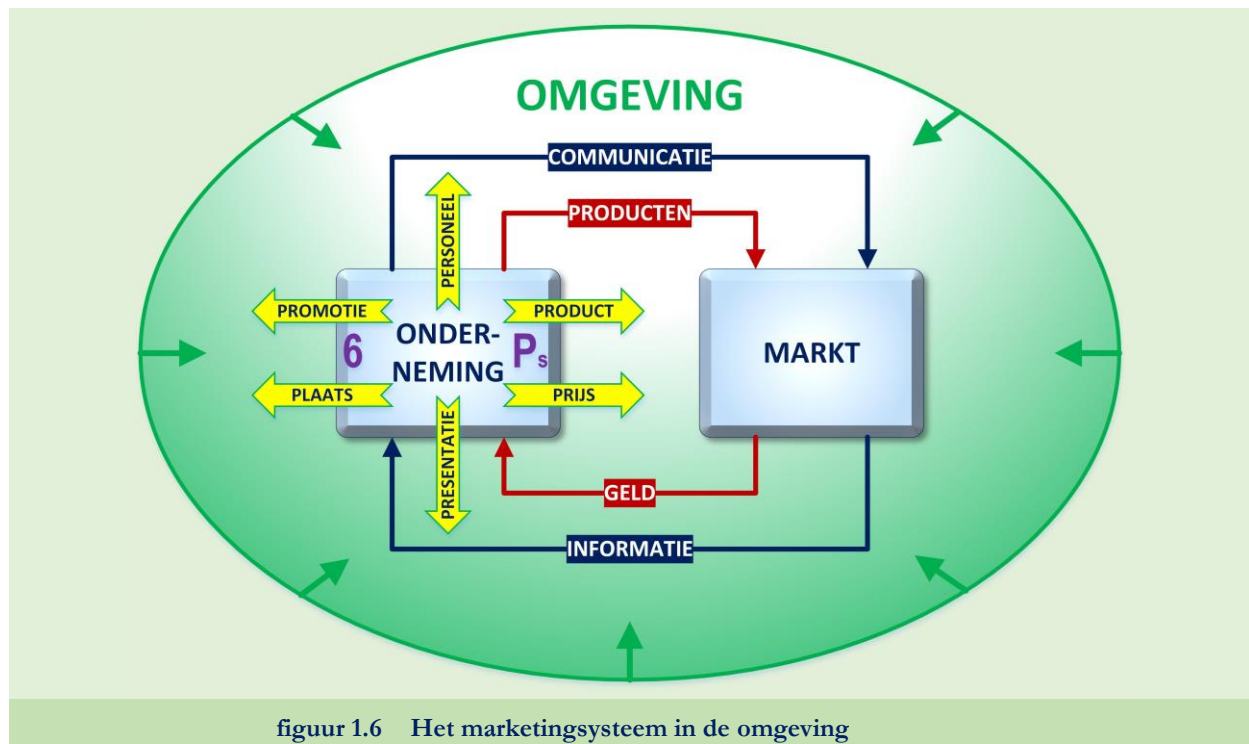 OMGEVING
COMMUNICATIE
PRODUCTEN
PERSONEEL
PROMOTIE
PRODUCT
6
ONDER-
NEMING
Ps
MARKT
PLAATS
PRIJS
PRESENTATIE
GELD
INFORMATIE
figuur 1.6 Het marketingsysteem in de omgeving